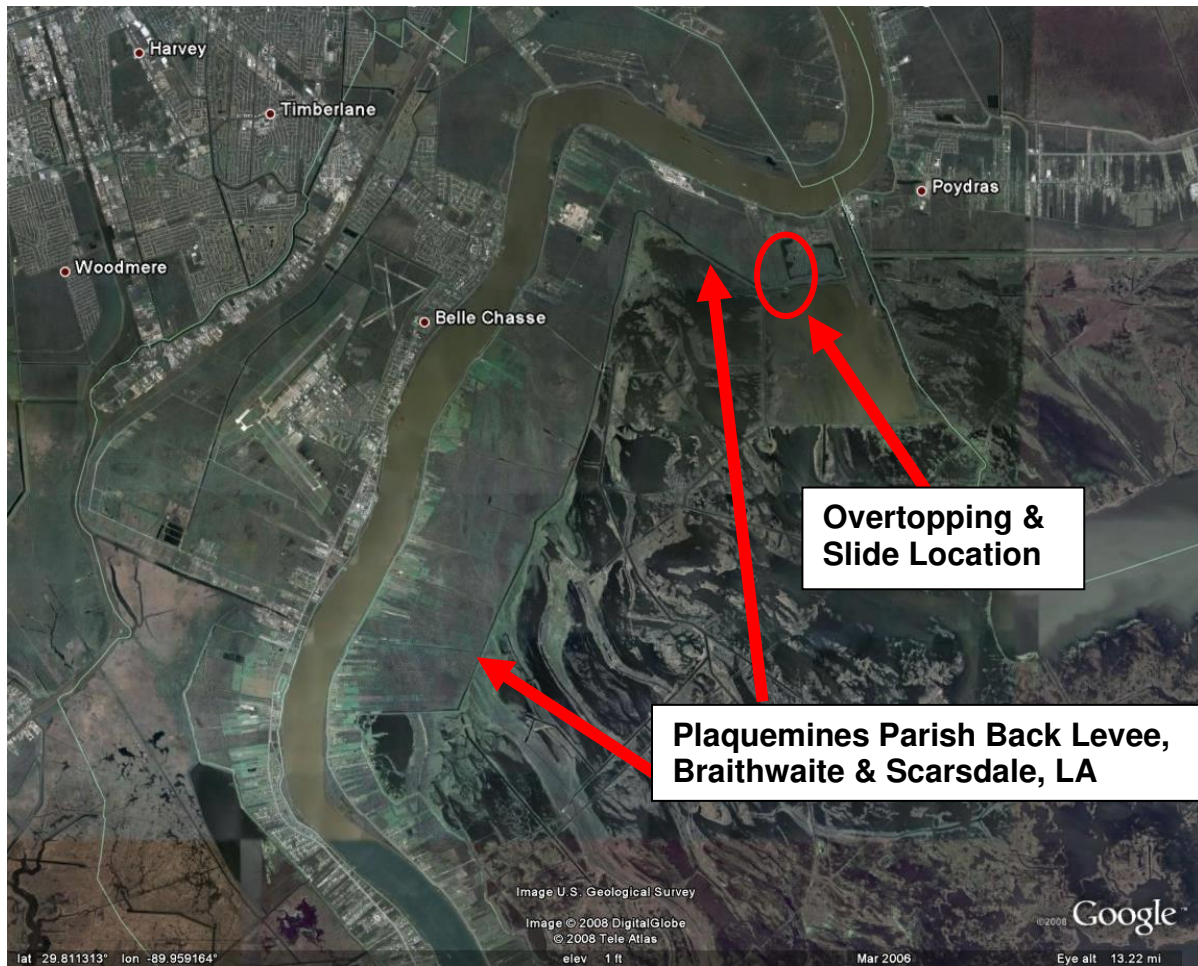 Harvey
Timberlane
Poydras
Woodmere
Belle Chasse
Overtopping &
Slide Location
Plaquemines Parish Back Levee,
Braithwaite & Scarsdale, LA
Image U.S. Geological Survey
Image © 2008 DigitalGlobe
© 2008 Tele Atlas
©2008 Google™
lat 29.811313° lon -89.959164° elev 1 ft Mar 2006 Eye alt 13.22 mi